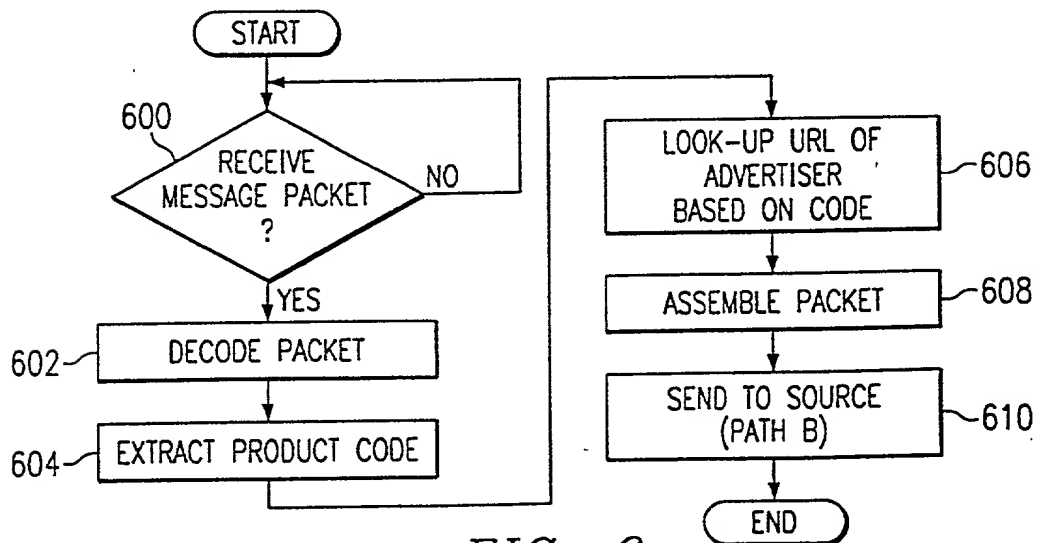 START
600
RECEIVE
MESSAGE PACKET
?
NO
YES
602
DECODE PACKET
604
EXTRACT PRODUCT CODE
LOOK-UP URL OF
ADVERTISER
BASED ON CODE
606
ASSEMBLE PACKET
608
SEND TO SOURCE
(PATH B)
610
END